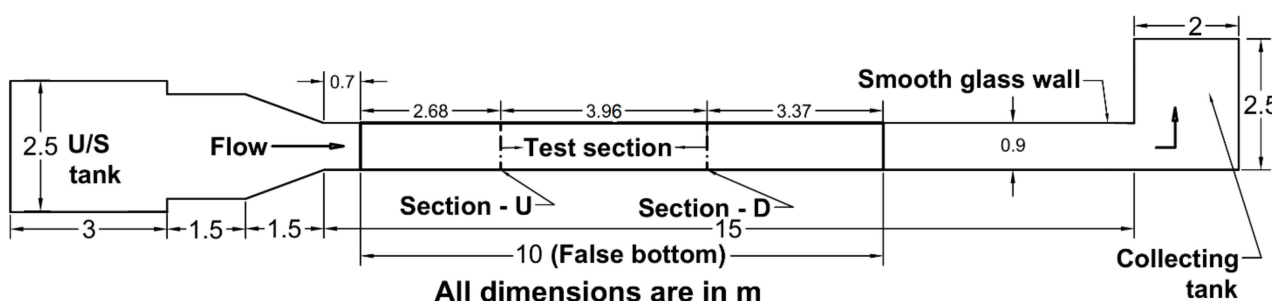 2
0.7
Smooth glass wall
2.68
3.96
3.37
2.5
2.5
U/S
tank
Flow
Test section
0.9
Section - U
Section - D
3
1.5
1.5
15
10 (False bottom)
Collecting
tank
All dimensions are in m